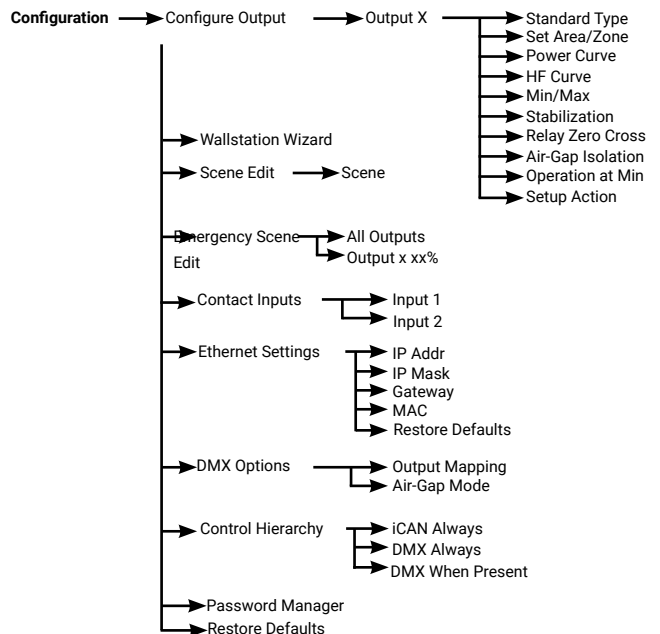 Configuration
Configure Output
Output X
Standard Type
Set Area/Zone
Power Curve
HF Curve
Min/Max
Stabilization
Relay Zero Cross
Air-Gap Isolation
Operation at Min
Setup Action
Wallstation Wizard
Scene Edit
Scene
Emergency Scene
Edit
All Outputs
Output x xx%
Contact Inputs
Input 1
Input 2
Ethernet Settings
IP Addr
IP Mask
Gateway
MAC
Restore Defaults
DMX Options
Output Mapping
Air-Gap Mode
Control Hierarchy
iCAN Always
DMX Always
DMX When Present
Password Manager
Restore Defaults